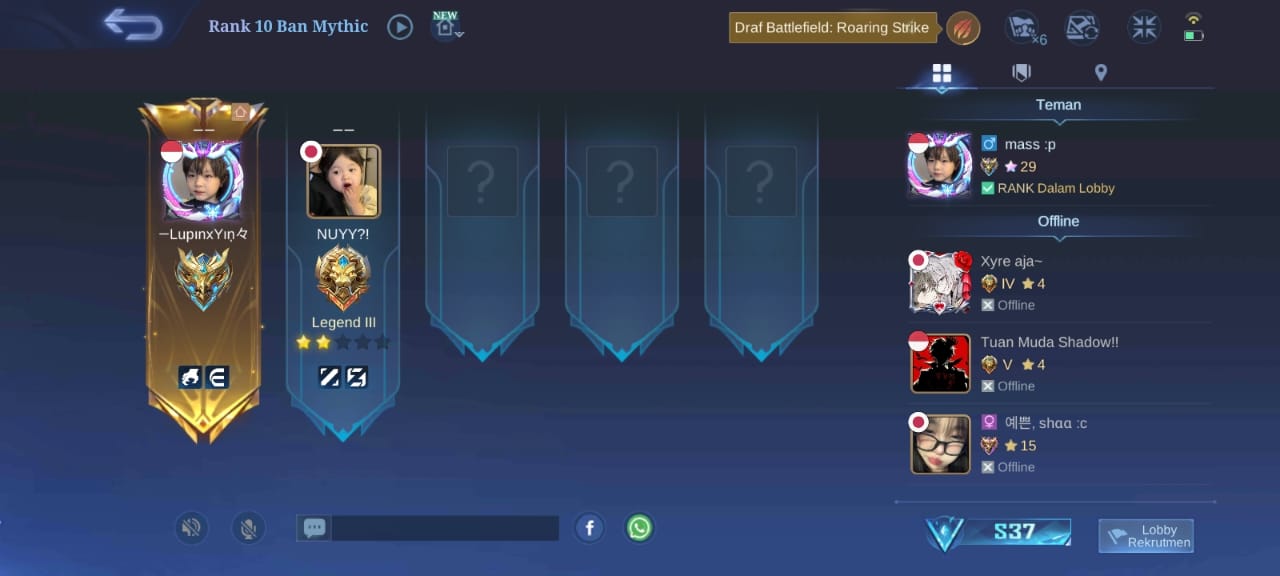 Rank 10 Ban Mythic
NEW
Draf Battlefield: Roaring Strike
×6
Teman
mass :p
29
RANK Dalam Lobby
Offline
Xyre aja~
IV 4
Offline
Tuan Muda Shadow!!
V 4
Offline
예쁜, shαα :c
15
Offline
S37
Lobby
Rekrutmen
—LupınxYıṇ々
NUYY?!
Legend III
? ? ?